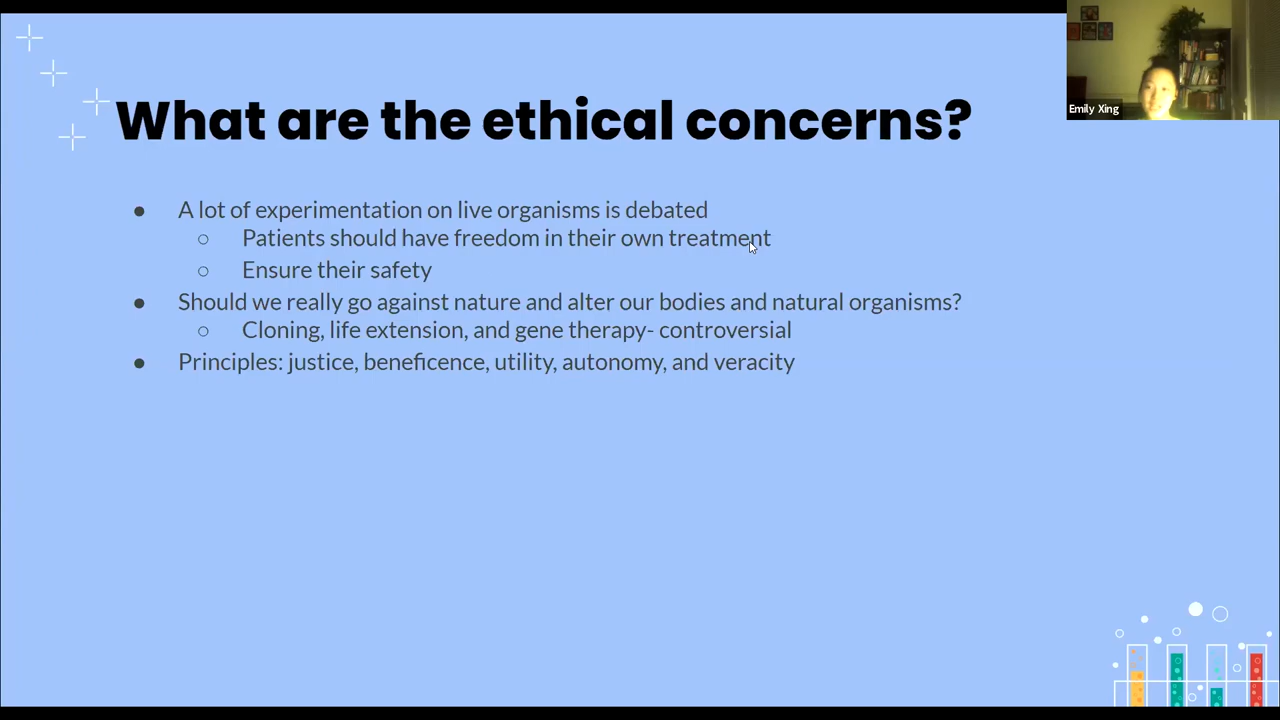 What are the ethical concerns?
● A lot of experimentation on live organisms is debated
○ Patients should have freedom in their own treatment
○ Ensure their safety
● Should we really go against nature and alter our bodies and natural organisms?
○ Cloning, life extension, and gene therapy- controversial
● Principles: justice, beneficence, utility, autonomy, and veracity
Emily Xing